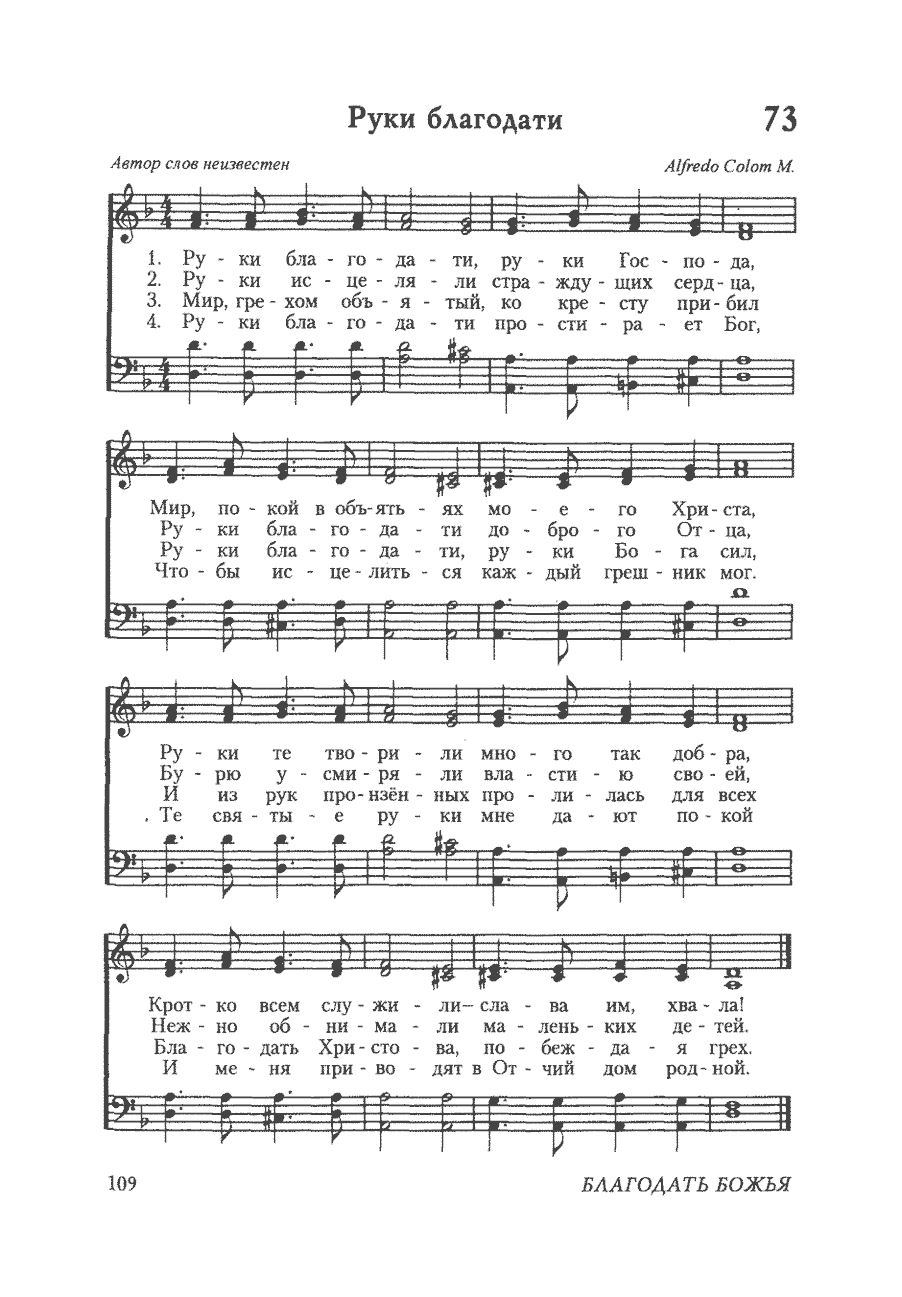 Руки благодати 73
Автор слов неизвестен Alfredo Colom M.
1. Ру - ки бла - го - да - ти, ру - ки Гос - по - да,
2. Ру - ки ис - це - ля - ли стра - жду - щих серд - ца,
3. Мир, гре - хом объ - я - тый, ко кре - сту при - бил
4. Ру - ки бла - го - да - ти про - сти - ра - ет Бог,
Мир, по - кой в объ-ять - ях мо - е - го Хри - ста,
Ру - ки бла - го - да - ти до - бро - го От - ца,
Ру - ки бла - го - да - ти, ру - ки Бо - га сил,
Что - бы ис - це - лить - ся каж - дый греш - ник мог.
Ру - ки те тво - ри - ли мно - го так доб - ра,
Бу - рю у - сми - ря - ли вла - сти - ю сво - ей,
И из рук про - нзён - ных про - ли - лась для всех
Те свя - ты - е ру - ки мне да - ют по - кой
Крот - ко всем слу - жи - ли– сла - ва им, хва - ла!
Неж - но об - ни - ма - ли ма - лень - ких де - тей.
Бла - го - дать Хри - сто - ва, по - беж - да - я грех.
И ме - ня при - во - дят в От - чий дом род - ной.
109 БЛАГОДАТЬ БОЖЬЯ